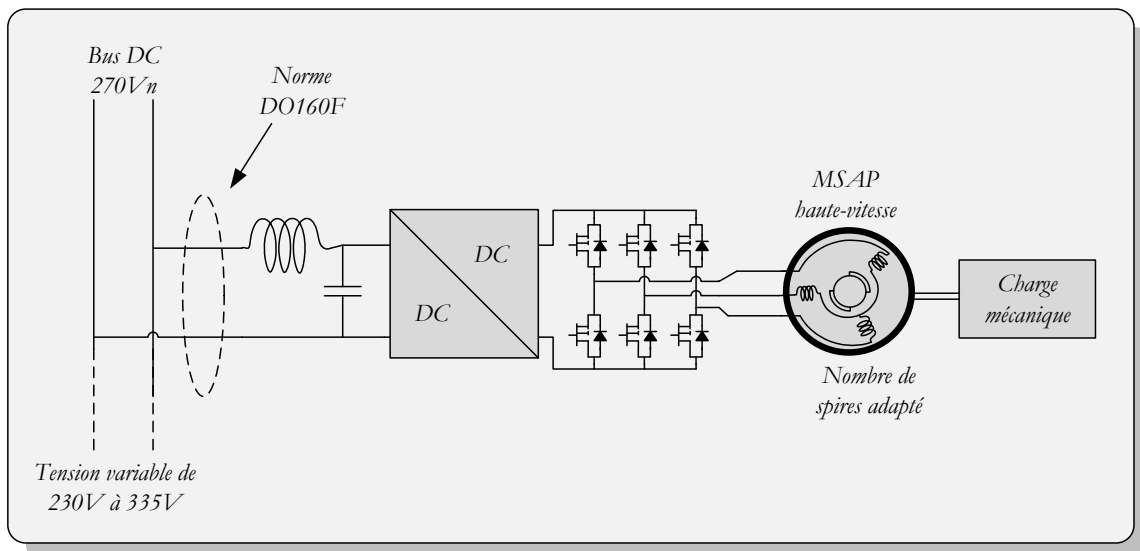 Bus DC
270Vn
Norme
DO160F
MSAP
haute-vitesse
DC
DC
Charge
mécanique
Nombre de
spires adapté
Tension variable de
230V à 335V